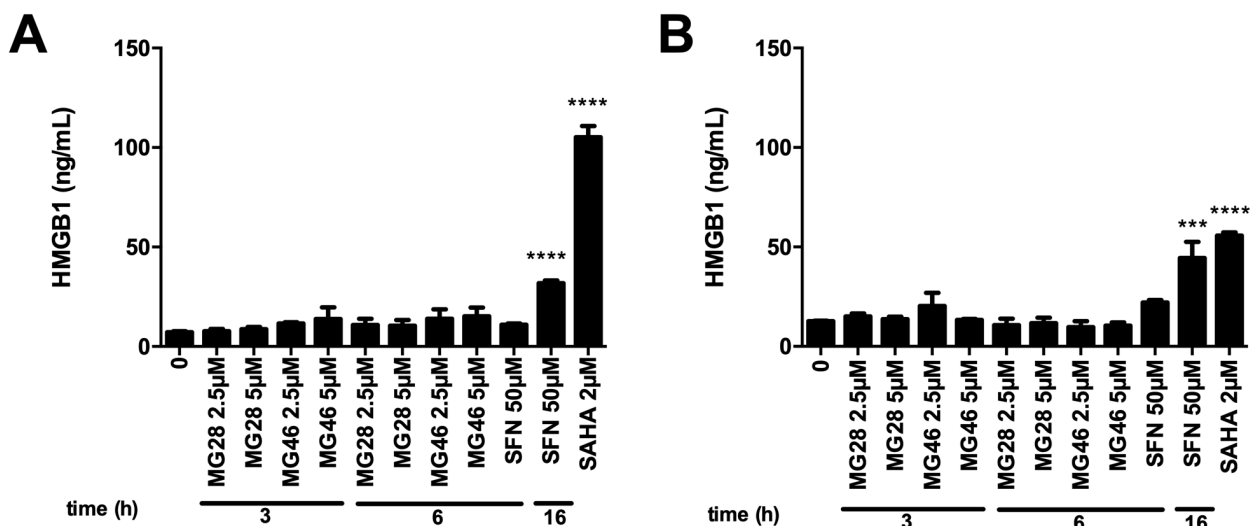 A
HMGB1 (ng/mL)
150
100
50
0
****
****
0
MG28 2.5µM
MG28 5µM
MG46 2.5µM
MG46 5µM
MG28 2.5µM
MG28 5µM
MG46 2.5µM
MG46 5µM
SFN 50µM
SFN 50µM
SAHA 2µM
time (h)
3
6
16
B
HMGB1 (ng/mL)
150
100
50
0
***
****
0
MG28 2.5µM
MG28 5µM
MG46 2.5µM
MG46 5µM
MG28 2.5µM
MG28 5µM
MG46 2.5µM
MG46 5µM
SFN 50µM
SFN 50µM
SAHA 2µM
time (h)
3
6
16